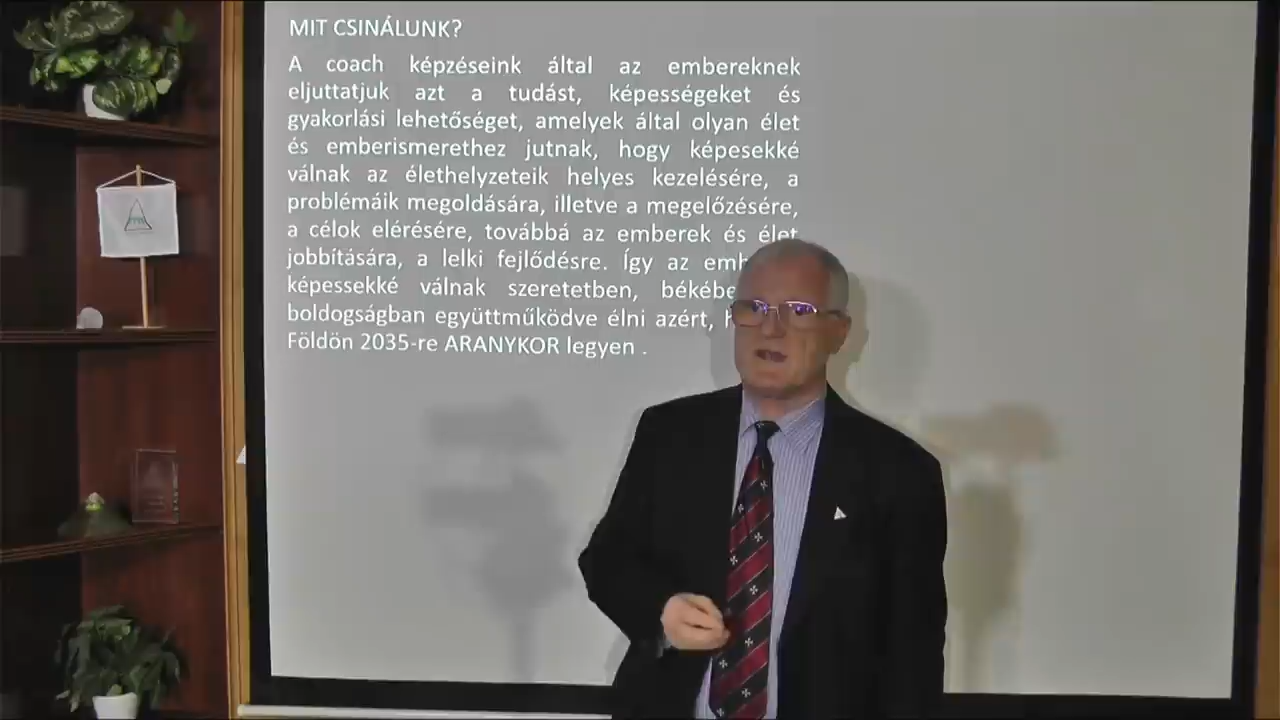 MIT CSINÁLUNK?
A coach képzéseink által az embereknek
eljuttatjuk azt a tudást, képességeket és
gyakorlási lehetőséget, amelyek által olyan élet
és emberismerethez jutnak, hogy képesekké
válnak az élethelyzeteik helyes kezelésére, a
problémáik megoldására, illetve a megelőzésére,
a célok elérésére, továbbá az emberek és élet
jobbítására, a lelki fejlődésre. Így az
képessekké válnak szeretetben,
boldogságban együttműködve élni azért,
Földön 2035-re ARANYKOR legyen .